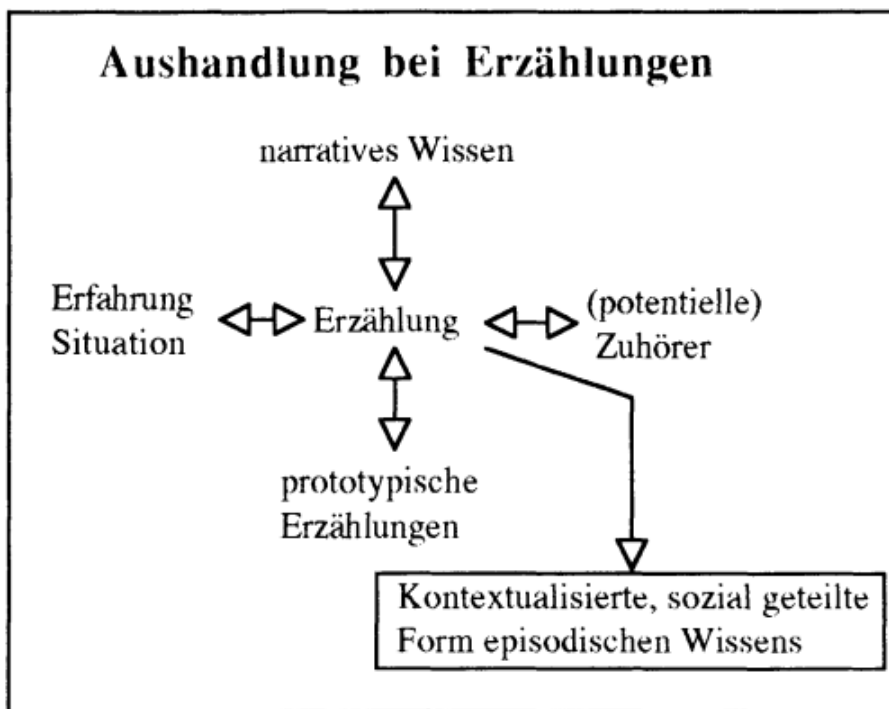 Aushandlung bei Erzählungen
narratives Wissen
Erfahrung
Situation
Erzählung
(potentielle)
Zuhörer
prototypische
Erzählungen
Kontextualisierte, sozial geteilte
Form episodischen Wissens